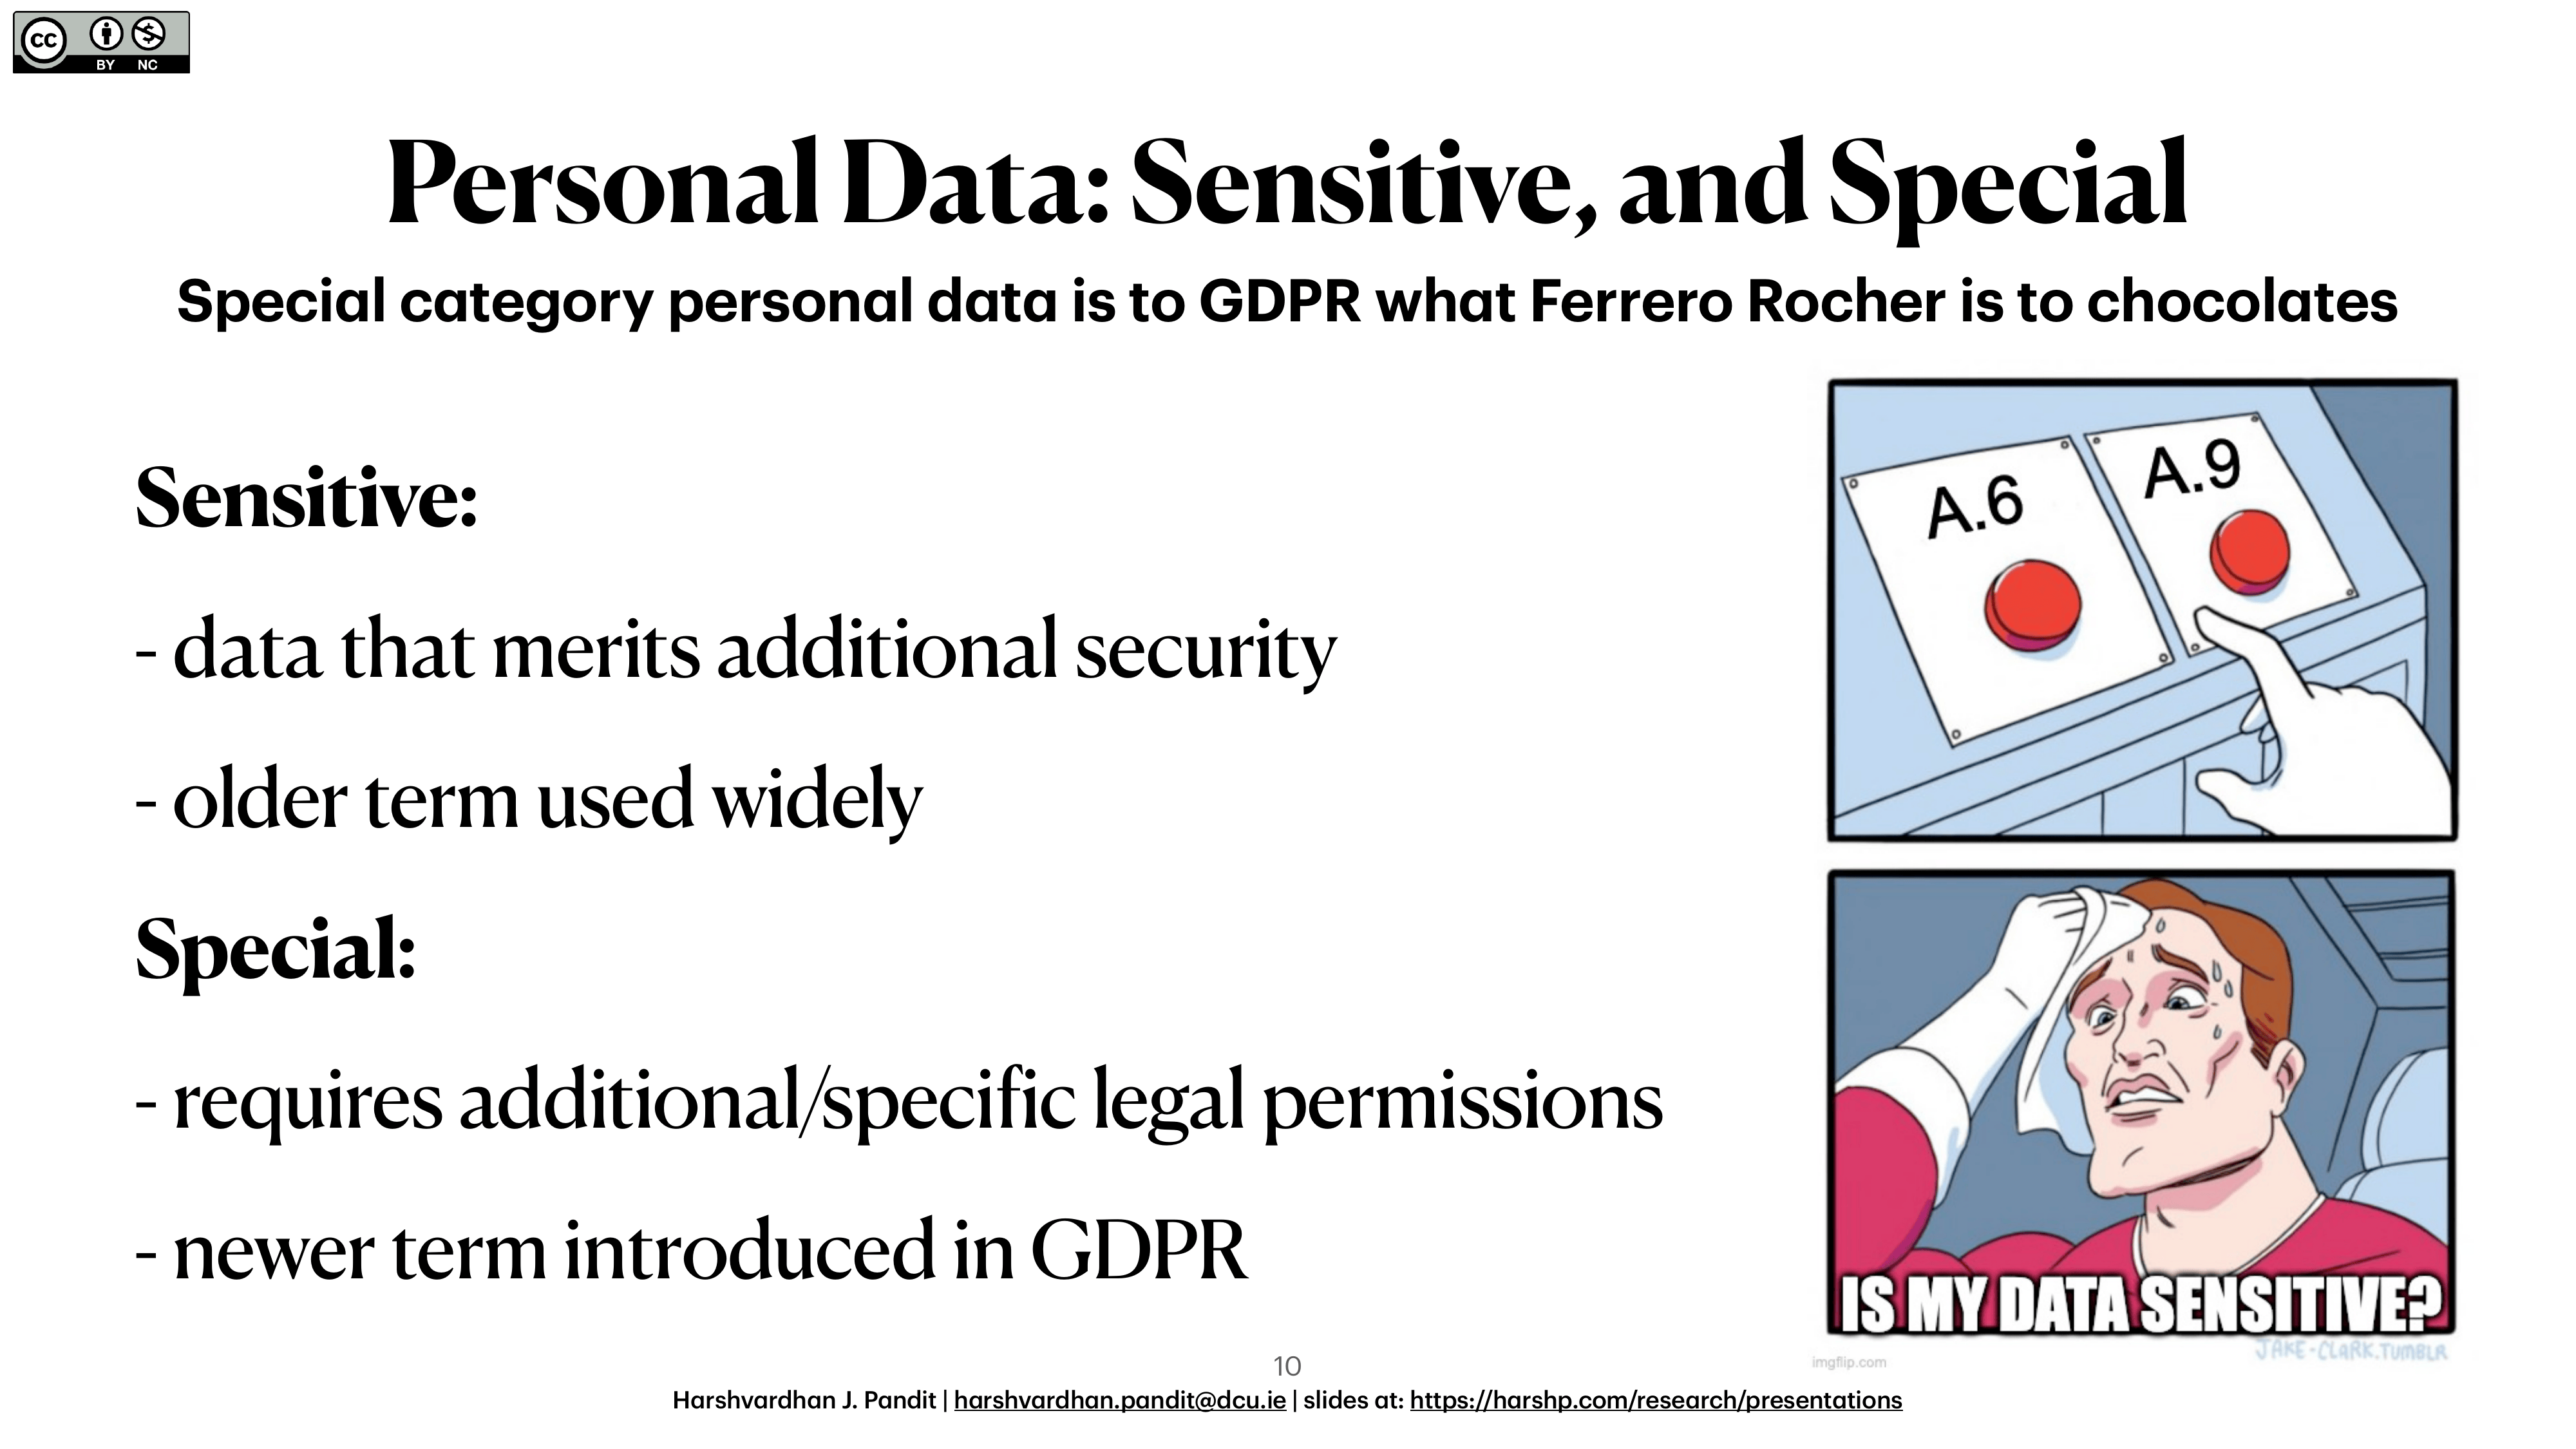 cc BY NC
Personal Data: Sensitive, and Special
Special category personal data is to GDPR what Ferrero Rocher is to chocolates
Sensitive:
- data that merits additional security
- older term used widely
Special:
- requires additional/specific legal permissions
- newer term introduced in GDPR
A.6
A.9
IS MY DATA SENSITIVE?
JAKE-CLARK.TUMBLR
imgflip.com
10
Harshvardhan J. Pandit | harshvardhan.pandit@dcu.ie | slides at: https://harshp.com/research/presentations